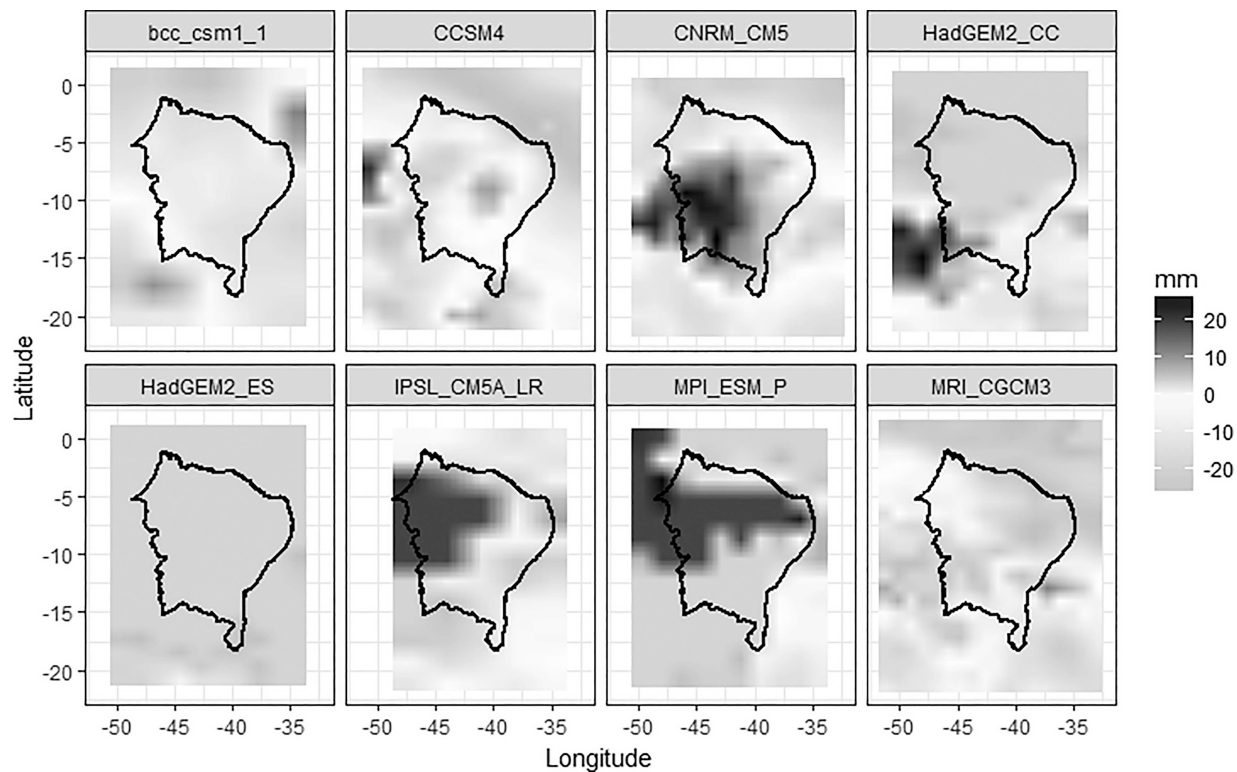 bcc_csm1_1 CCSM4 CNRM_CM5 HadGEM2_CC
0
-5
-10
-15
-20
HadGEM2_ES IPSL_CM5A_LR MPI_ESM_P MRI_CGCM3
0
-5
-10
-15
-20
-50 -45 -40 -35 -50 -45 -40 -35 -50 -45 -40 -35 -50 -45 -40 -35
Longitude
Latitude
mm
20
10
0
-10
-20